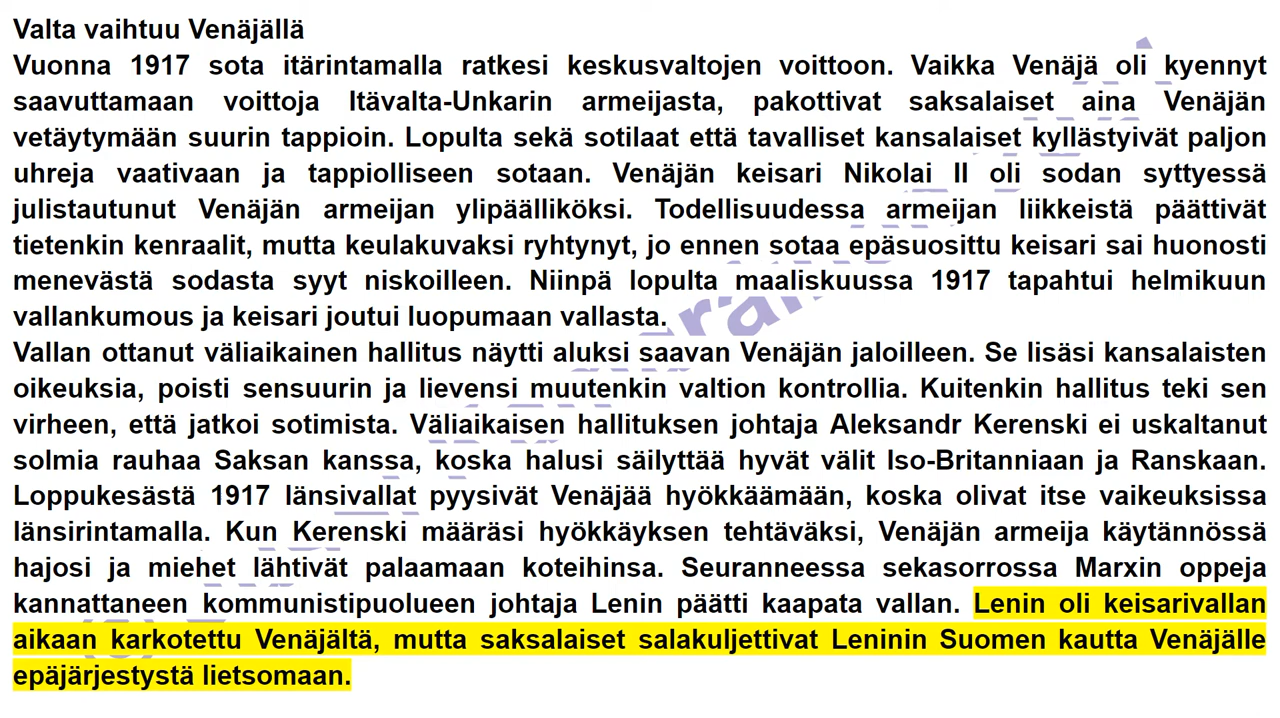 Valta vaihtuu Venäjällä
Vuonna 1917 sota itärintamalla ratkesi keskusvaltojen voittoon. Vaikka Venäjä oli kyennyt
saavuttamaan voittoja Itävalta-Unkarin armeijasta, pakottivat saksalaiset aina Venäjän
vetäytymään suurin tappioin. Lopulta sekä sotilaat että tavalliset kansalaiset kyllästyivät paljon
uhreja vaativaan ja tappiolliseen sotaan. Venäjän keisari Nikolai II oli sodan syttyessä
julistautunut Venäjän armeijan ylipäälliköksi. Todellisuudessa armeijan liikkeistä päättivät
tietenkin kenraalit, mutta keulakuvaksi ryhtynyt, jo ennen sotaa epäsuosittu keisari sai huonosti
menevästä sodasta syyt niskoilleen. Niinpä lopulta maaliskuussa 1917 tapahtui helmikuun
vallankumous ja keisari joutui luopumaan vallasta.
Vallan ottanut väliaikainen hallitus näytti aluksi saavan Venäjän jaloilleen. Se lisäsi kansalaisten
oikeuksia, poisti sensuurin ja lievensi muutenkin valtion kontrollia. Kuitenkin hallitus teki sen
virheen, että jatkoi sotimista. Väliaikaisen hallituksen johtaja Aleksandr Kerenski ei uskaltanut
solmia rauhaa Saksan kanssa, koska halusi säilyttää hyvät välit Iso-Britanniaan ja Ranskaan.
Loppukesästä 1917 länsivallat pyysivät Venäjää hyökkäämään, koska olivat itse vaikeuksissa
länsirintamalla. Kun Kerenski määräsi hyökkäyksen tehtäväksi, Venäjän armeija käytännössä
hajosi ja miehet lähtivät palaamaan koteihinsa. Seuranneessa sekasorrossa Marxin oppeja
kannattaneen kommunistipuolueen johtaja Lenin päätti kaapata vallan. Lenin oli keisarivallan
aikaan karkotettu Venäjältä, mutta saksalaiset salakuljettivat Leninin Suomen kautta Venäjälle
epäjärjestystä lietsomaan.